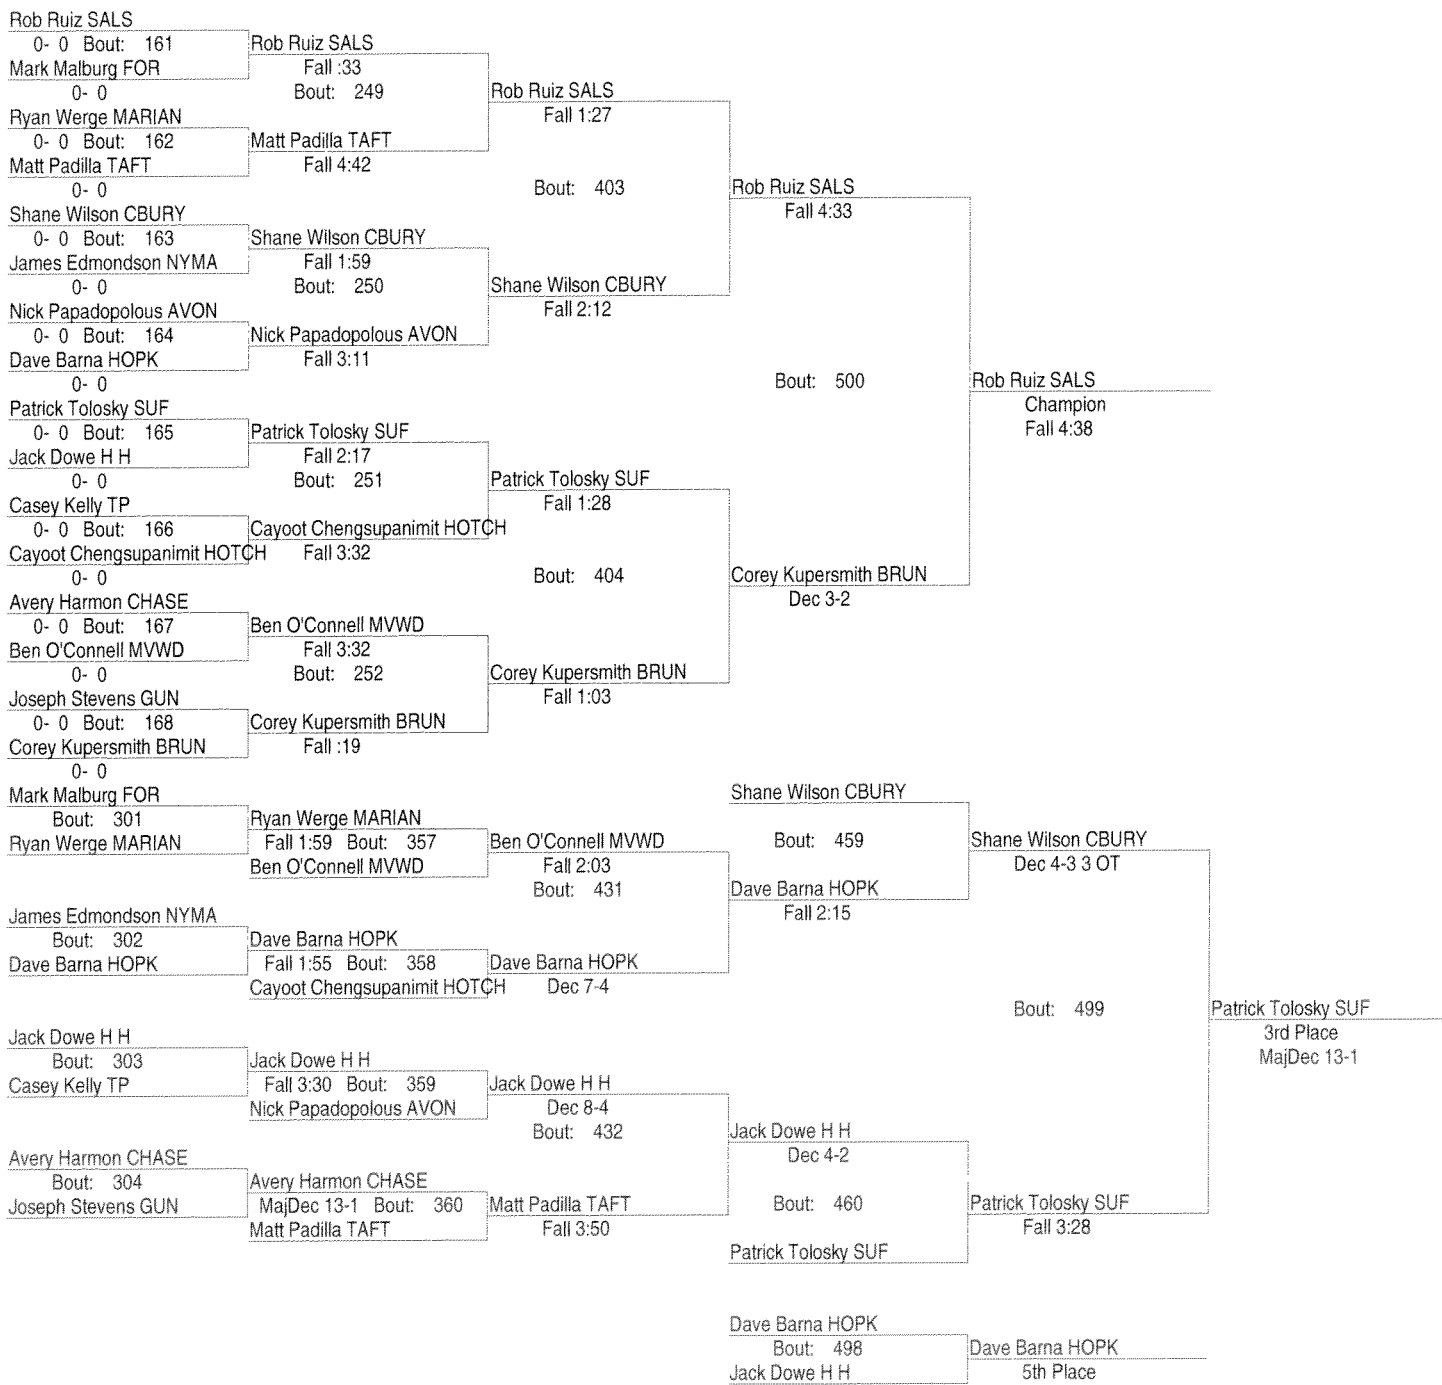 Rob Ruiz SALS
0- 0 Bout: 161
Mark Malburg FOR
0- 0
Ryan Werge MARIAN
0- 0 Bout: 162
Matt Padilla TAFT
0- 0
Shane Wilson CBURY
0- 0 Bout: 163
James Edmondson NYMA
0- 0
Nick Papadopolous AVON
0- 0 Bout: 164
Dave Barna HOPK
0- 0
Patrick Tolosky SUF
0- 0 Bout: 165
Jack Dowe H H
0- 0
Casey Kelly TP
0- 0 Bout: 166
Cayoot Chengsupanimit HOTCH
0- 0
Avery Harmon CHASE
0- 0 Bout: 167
Ben O'Connell MVWD
0- 0
Joseph Stevens GUN
0- 0 Bout: 168
Corey Kupersmith BRUN
0- 0
Rob Ruiz SALS
Fall :33
Bout: 249
Matt Padilla TAFT
Fall 4:42
Shane Wilson CBURY
Fall 1:59
Bout: 250
Nick Papadopolous AVON
Fall 3:11
Patrick Tolosky SUF
Fall 2:17
Bout: 251
Cayoot Chengsupanimit HOTCH
Fall 3:32
Ben O'Connell MVWD
Fall 3:32
Bout: 252
Corey Kupersmith BRUN
Fall :19
Rob Ruiz SALS
Fall 1:27
Bout: 403
Shane Wilson CBURY
Fall 2:12
Patrick Tolosky SUF
Fall 1:28
Bout: 404
Corey Kupersmith BRUN
Fall 1:03
Rob Ruiz SALS
Fall 4:33
Bout: 500
Corey Kupersmith BRUN
Dec 3-2
Rob Ruiz SALS
Champion
Fall 4:38
Mark Malburg FOR
Bout: 301
Ryan Werge MARIAN
James Edmondson NYMA
Bout: 302
Dave Barna HOPK
Jack Dowe H H
Bout: 303
Casey Kelly TP
Avery Harmon CHASE
Bout: 304
Joseph Stevens GUN
Ryan Werge MARIAN
Fall 1:59 Bout: 357
Ben O'Connell MVWD
Dave Barna HOPK
Fall 1:55 Bout: 358
Cayoot Chengsupanimit HOTCH
Jack Dowe H H
Fall 3:30 Bout: 359
Nick Papadopolous AVON
Avery Harmon CHASE
MajDec 13-1 Bout: 360
Matt Padilla TAFT
Ben O'Connell MVWD
Fall 2:03
Bout: 431
Dave Barna HOPK
Dec 7-4
Jack Dowe H H
Dec 8-4
Bout: 432
Matt Padilla TAFT
Fall 3:50
Shane Wilson CBURY
Bout: 459
Dave Barna HOPK
Fall 2:15
Jack Dowe H H
Dec 4-2
Bout: 460
Patrick Tolosky SUF
Shane Wilson CBURY
Dec 4-3 3 OT
Bout: 499
Patrick Tolosky SUF
Fall 3:28
Patrick Tolosky SUF
3rd Place
MajDec 13-1
Dave Barna HOPK
Bout: 498
Jack Dowe H H
Dave Barna HOPK
5th Place